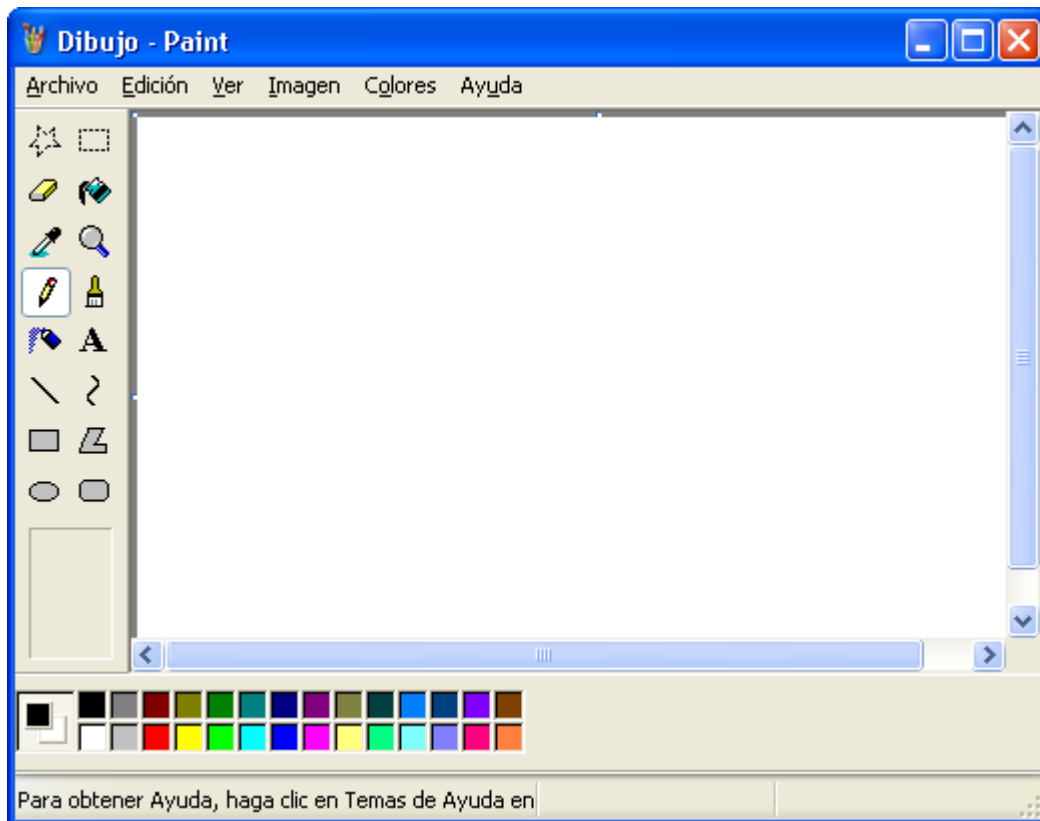 Dibujo - Paint
Archivo Edición Ver Imagen Colores Ayuda
A
Para obtener Ayuda, haga clic en Temas de Ayuda en